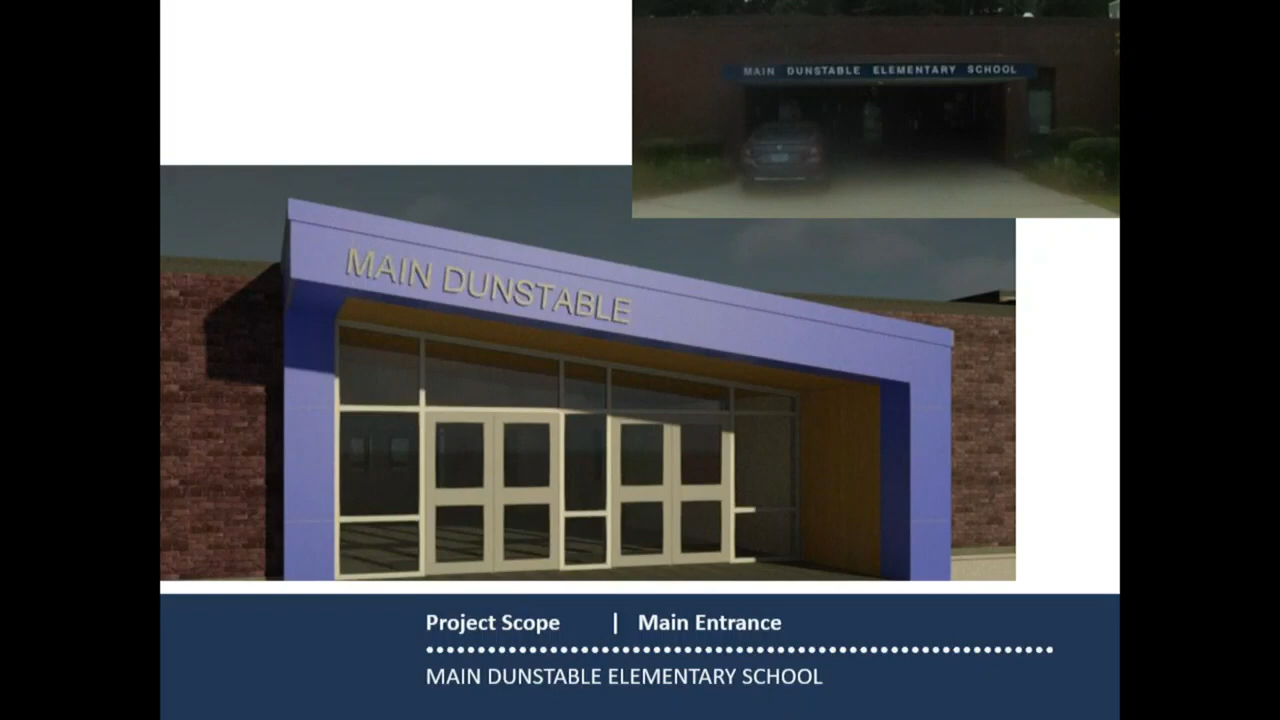 MAIN DUNSTABLE ELEMENTARY SCHOOL
MAIN DUNSTABLE
Project Scope | Main Entrance
MAIN DUNSTABLE ELEMENTARY SCHOOL